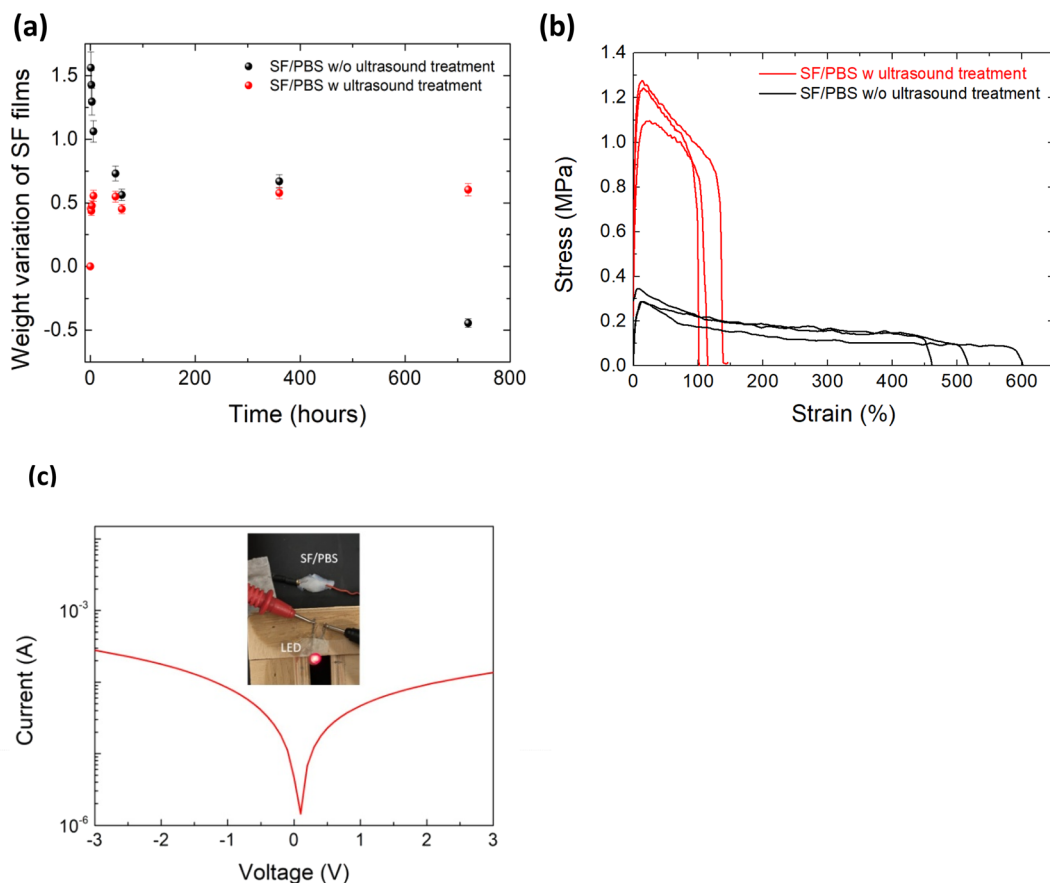 (a)
Weight variation of SF films
1.5
1.0
0.5
0.0
-0.5
SF/PBS w/o ultrasound treatment
SF/PBS w ultrasound treatment
0
200
400
600
800
Time (hours)
(b)
Stress (MPa)
1.4
1.2
1.0
0.8
0.6
0.4
0.2
0.0
SF/PBS w ultrasound treatment
SF/PBS w/o ultrasound treatment
0
100
200
300
400
500
600
Strain (%)
(c)
Current (A)
10-3
10-6
SF/PBS
LED
-3
-2
-1
0
1
2
3
Voltage (V)